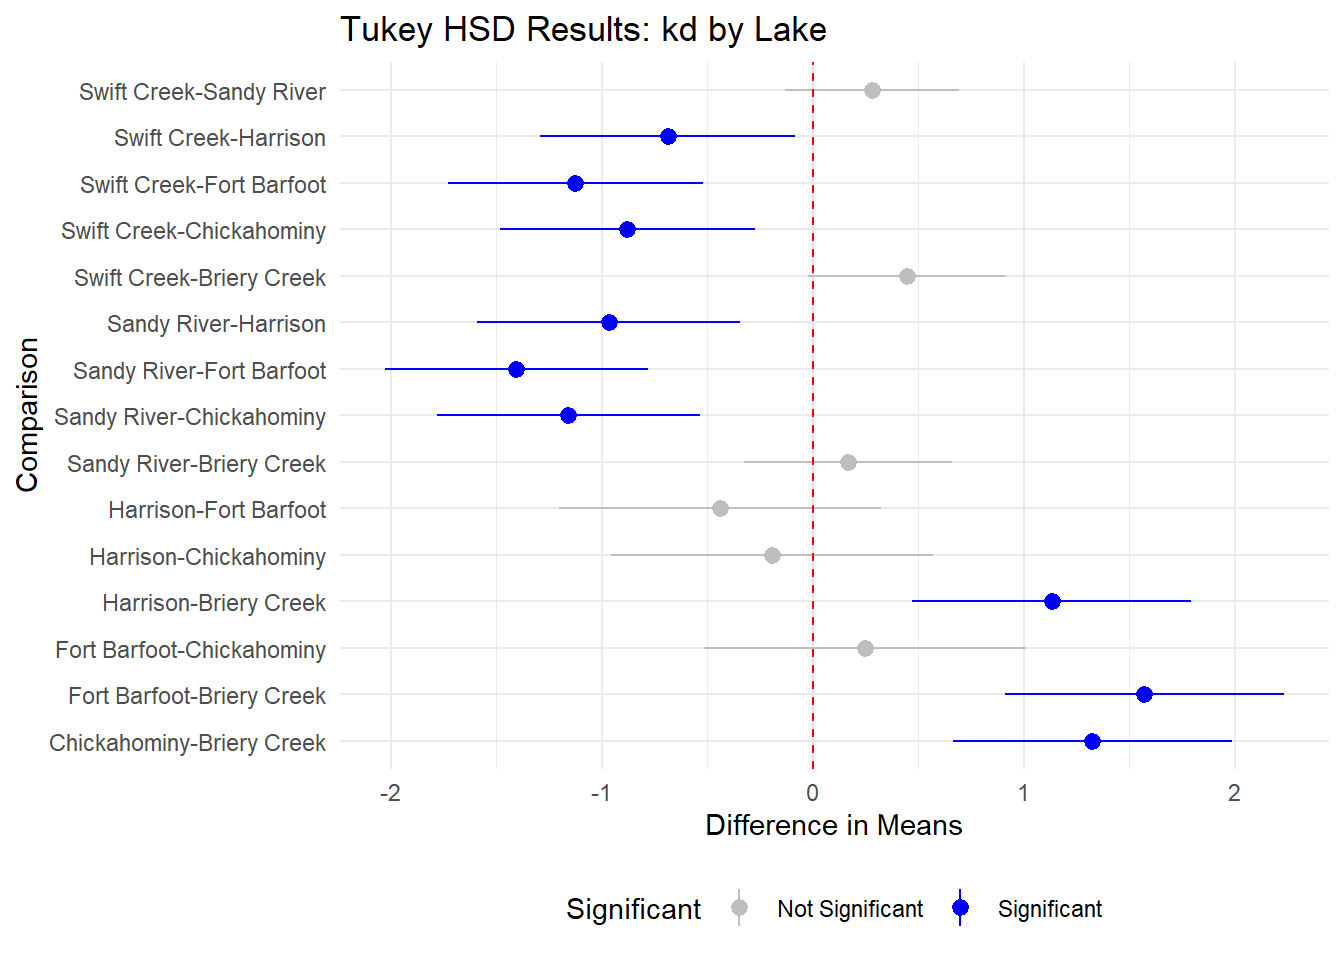 Tukey HSD Results: kd by Lake
Swift Creek-Sandy River
Swift Creek-Harrison
Swift Creek-Fort Barfoot
Swift Creek-Chickahominy
Swift Creek-Briery Creek
Sandy River-Harrison
Sandy River-Fort Barfoot
Sandy River-Chickahominy
Sandy River-Briery Creek
Harrison-Fort Barfoot
Harrison-Chickahominy
Harrison-Briery Creek
Fort Barfoot-Chickahominy
Fort Barfoot-Briery Creek
Chickahominy-Briery Creek
Comparison
-2 -1 0 1 2
Difference in Means
Significant Not Significant Significant